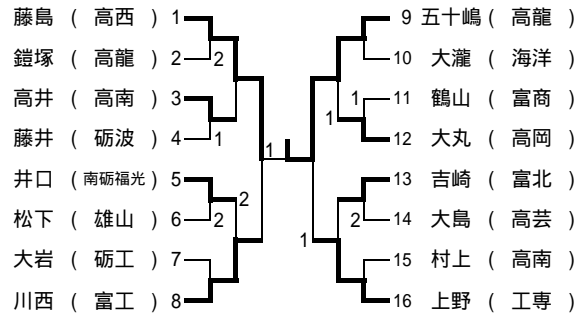 藤島 ( 高西 ) 1
鎧塚 ( 高龍 ) 2
2
高井 ( 高南 ) 3
藤井 ( 砺波 ) 4
1
井口 ( 南砺福光 ) 5
松下 ( 雄山 ) 6
2
2
大岩 ( 砺工 ) 7
川西 ( 富工 ) 8
1
9 五十嶋 ( 高龍 )
10 大瀧 ( 海洋 )
11 鶴山 ( 富商 )
1
1
12 大丸 ( 高岡 )
13 吉崎 ( 富北 )
14 大島 ( 高芸 )
2
1
15 村上 ( 高南 )
16 上野 ( 工専 )